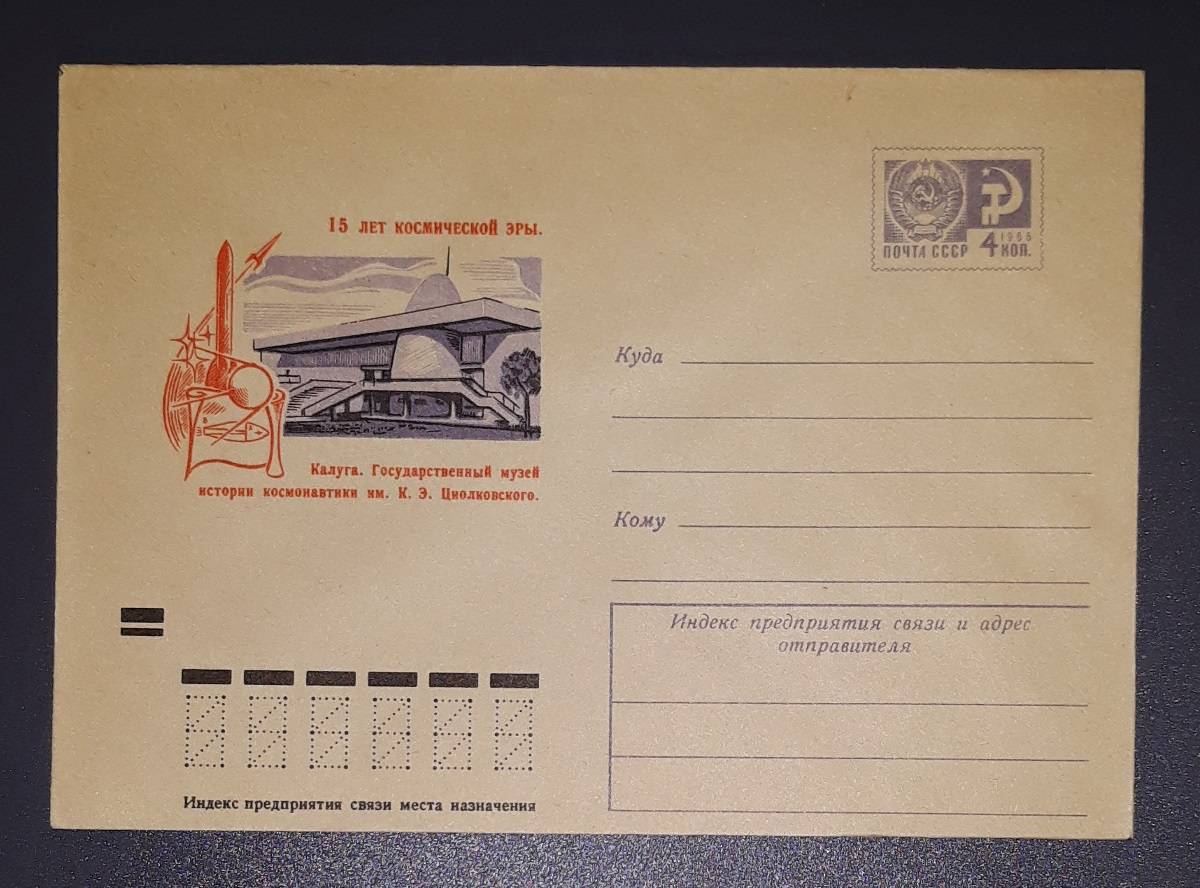 15 ЛЕТ КОСМИЧЕСКОЙ ЭРЫ.
Калуга. Государственный музей
истории космонавтики им. К. Э. Циолковского.
ПОЧТА СССР 4 1966 КОП.
Куда
Кому
Индекс предприятия связи и адрес
отправителя
Индекс предприятия связи места назначения